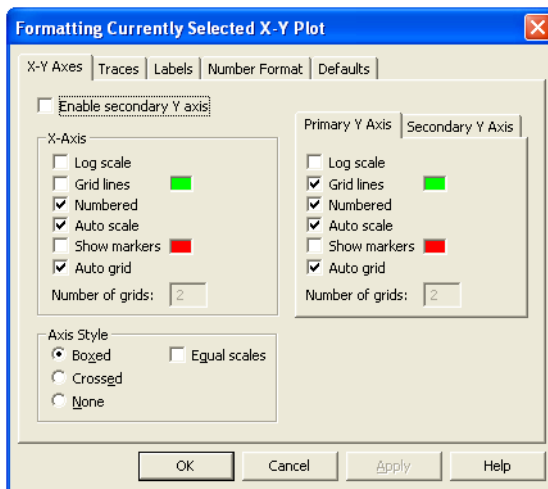 Formatting Currently Selected X-Y Plot
X-Y Axes Traces Labels Number Format Defaults
Enable secondary Y axis
X-Axis
Log scale
Grid lines
Numbered
Auto scale
Show markers
Auto grid
Number of grids: 2
Primary Y Axis Secondary Y Axis
Log scale
Grid lines
Numbered
Auto scale
Show markers
Auto grid
Number of grids: 2
Axis Style
Boxed Equal scales
Crossed
None
OK Cancel Apply Help